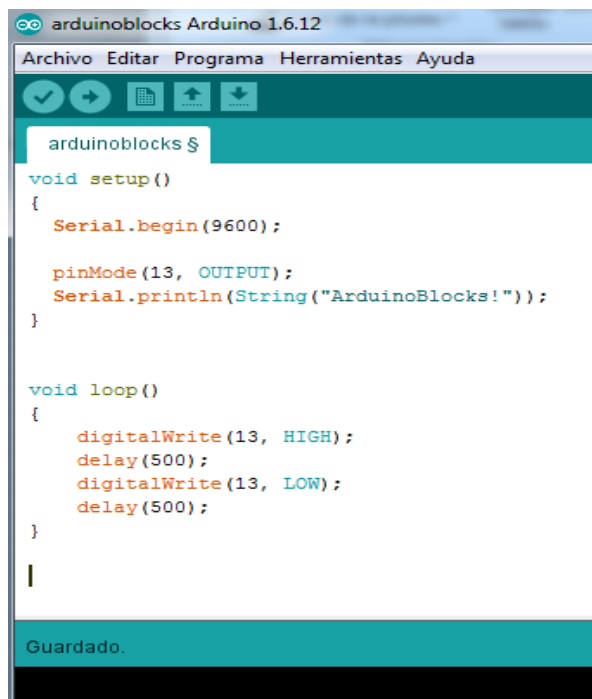 arduinoblocks Arduino 1.6.12
Archivo Editar Programa Herramientas Ayuda
arduinoblocks §
void setup()
{
  Serial.begin(9600);
  pinMode(13, OUTPUT);
  Serial.println(String("ArduinoBlocks!"));
}
void loop()
{
    digitalWrite(13, HIGH);
    delay(500);
    digitalWrite(13, LOW);
    delay(500);
}
Guardado.